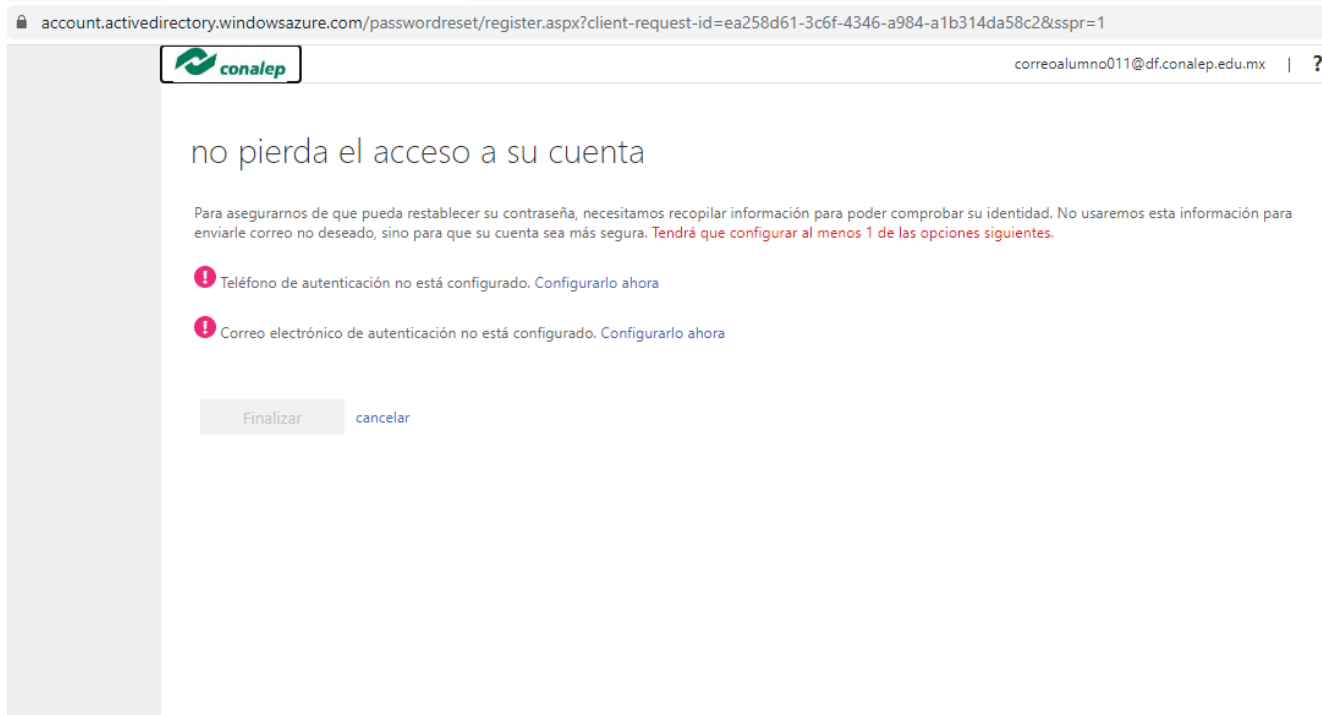 account.activedirectory.windowsazure.com/passwordreset/register.aspx?client-request-id=ea258d61-3c6f-4346-a984-a1b314da58c2&sspr=1
conalep
correoalumno011@df.conalep.edu.mx | ?
no pierda el acceso a su cuenta
Para asegurarnos de que pueda restablecer su contraseña, necesitamos recopilar información para poder comprobar su identidad. No usaremos esta información para
enviarle correo no deseado, sino para que su cuenta sea más segura. Tendrá que configurar al menos 1 de las opciones siguientes.
! Teléfono de autenticación no está configurado. Configurarlo ahora
! Correo electrónico de autenticación no está configurado. Configurarlo ahora
Finalizar cancelar